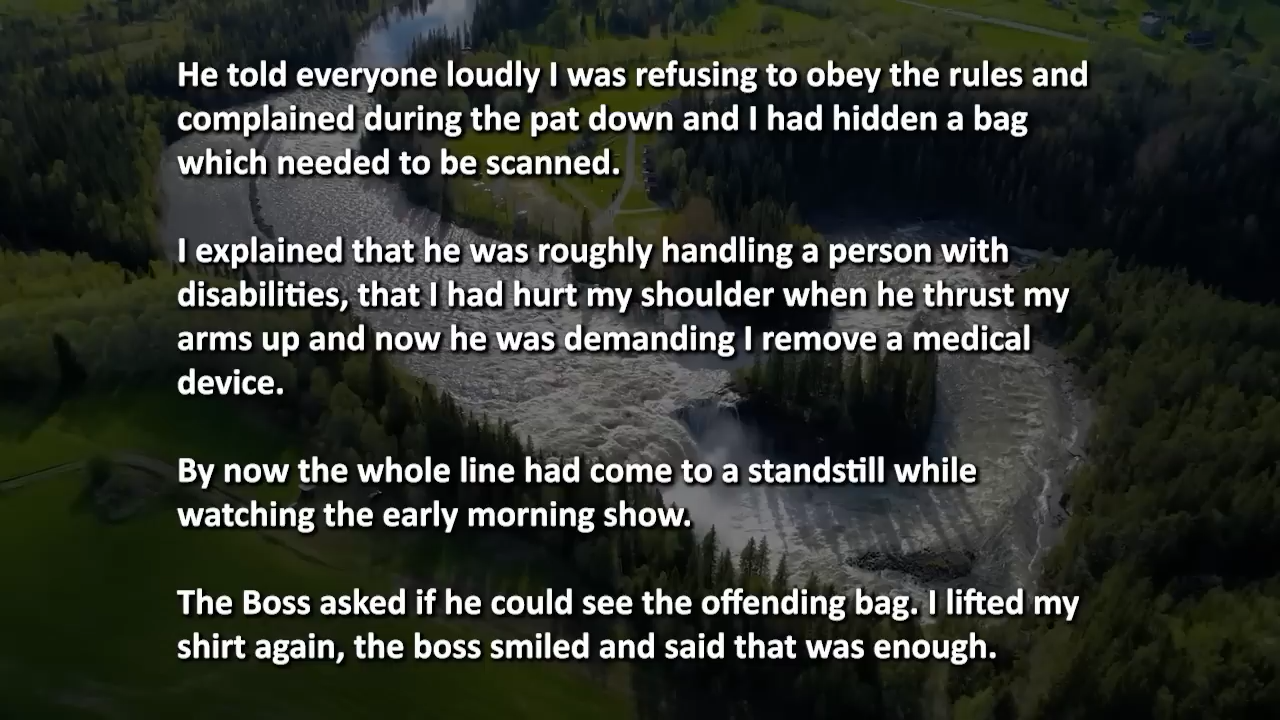 He told everyone loudly I was refusing to obey the rules and
complained during the pat down and I had hidden a bag
which needed to be scanned.
I explained that he was roughly handling a person with
disabilities, that I had hurt my shoulder when he thrust my
arms up and now he was demanding I remove a medical
device.
By now the whole line had come to a standstill while
watching the early morning show.
The Boss asked if he could see the offending bag. I lifted my
shirt again, the boss smiled and said that was enough.